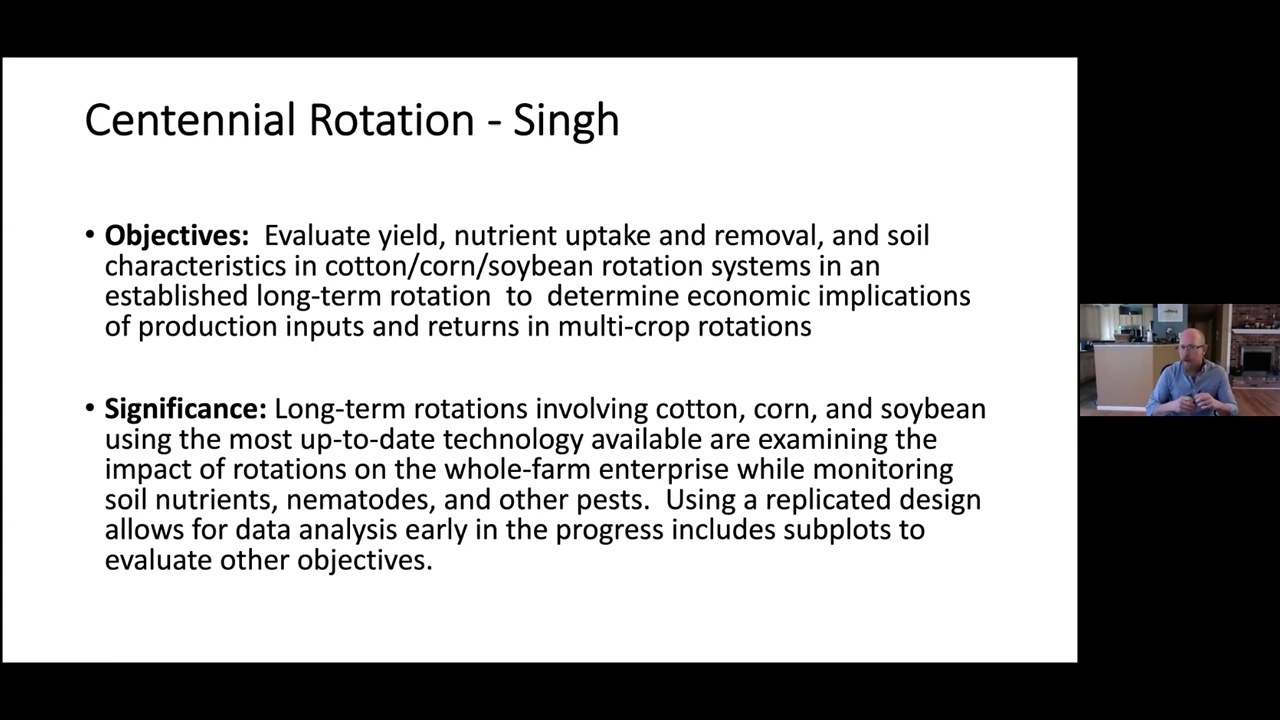 Centennial Rotation - Singh
• Objectives:  Evaluate yield, nutrient uptake and removal, and soil
characteristics in cotton/corn/soybean rotation systems in an
established long-term rotation  to  determine economic implications
of production inputs and returns in multi-crop rotations
• Significance: Long-term rotations involving cotton, corn, and soybean
using the most up-to-date technology available are examining the
impact of rotations on the whole-farm enterprise while monitoring
soil nutrients, nematodes, and other pests.  Using a replicated design
allows for data analysis early in the progress includes subplots to
evaluate other objectives.